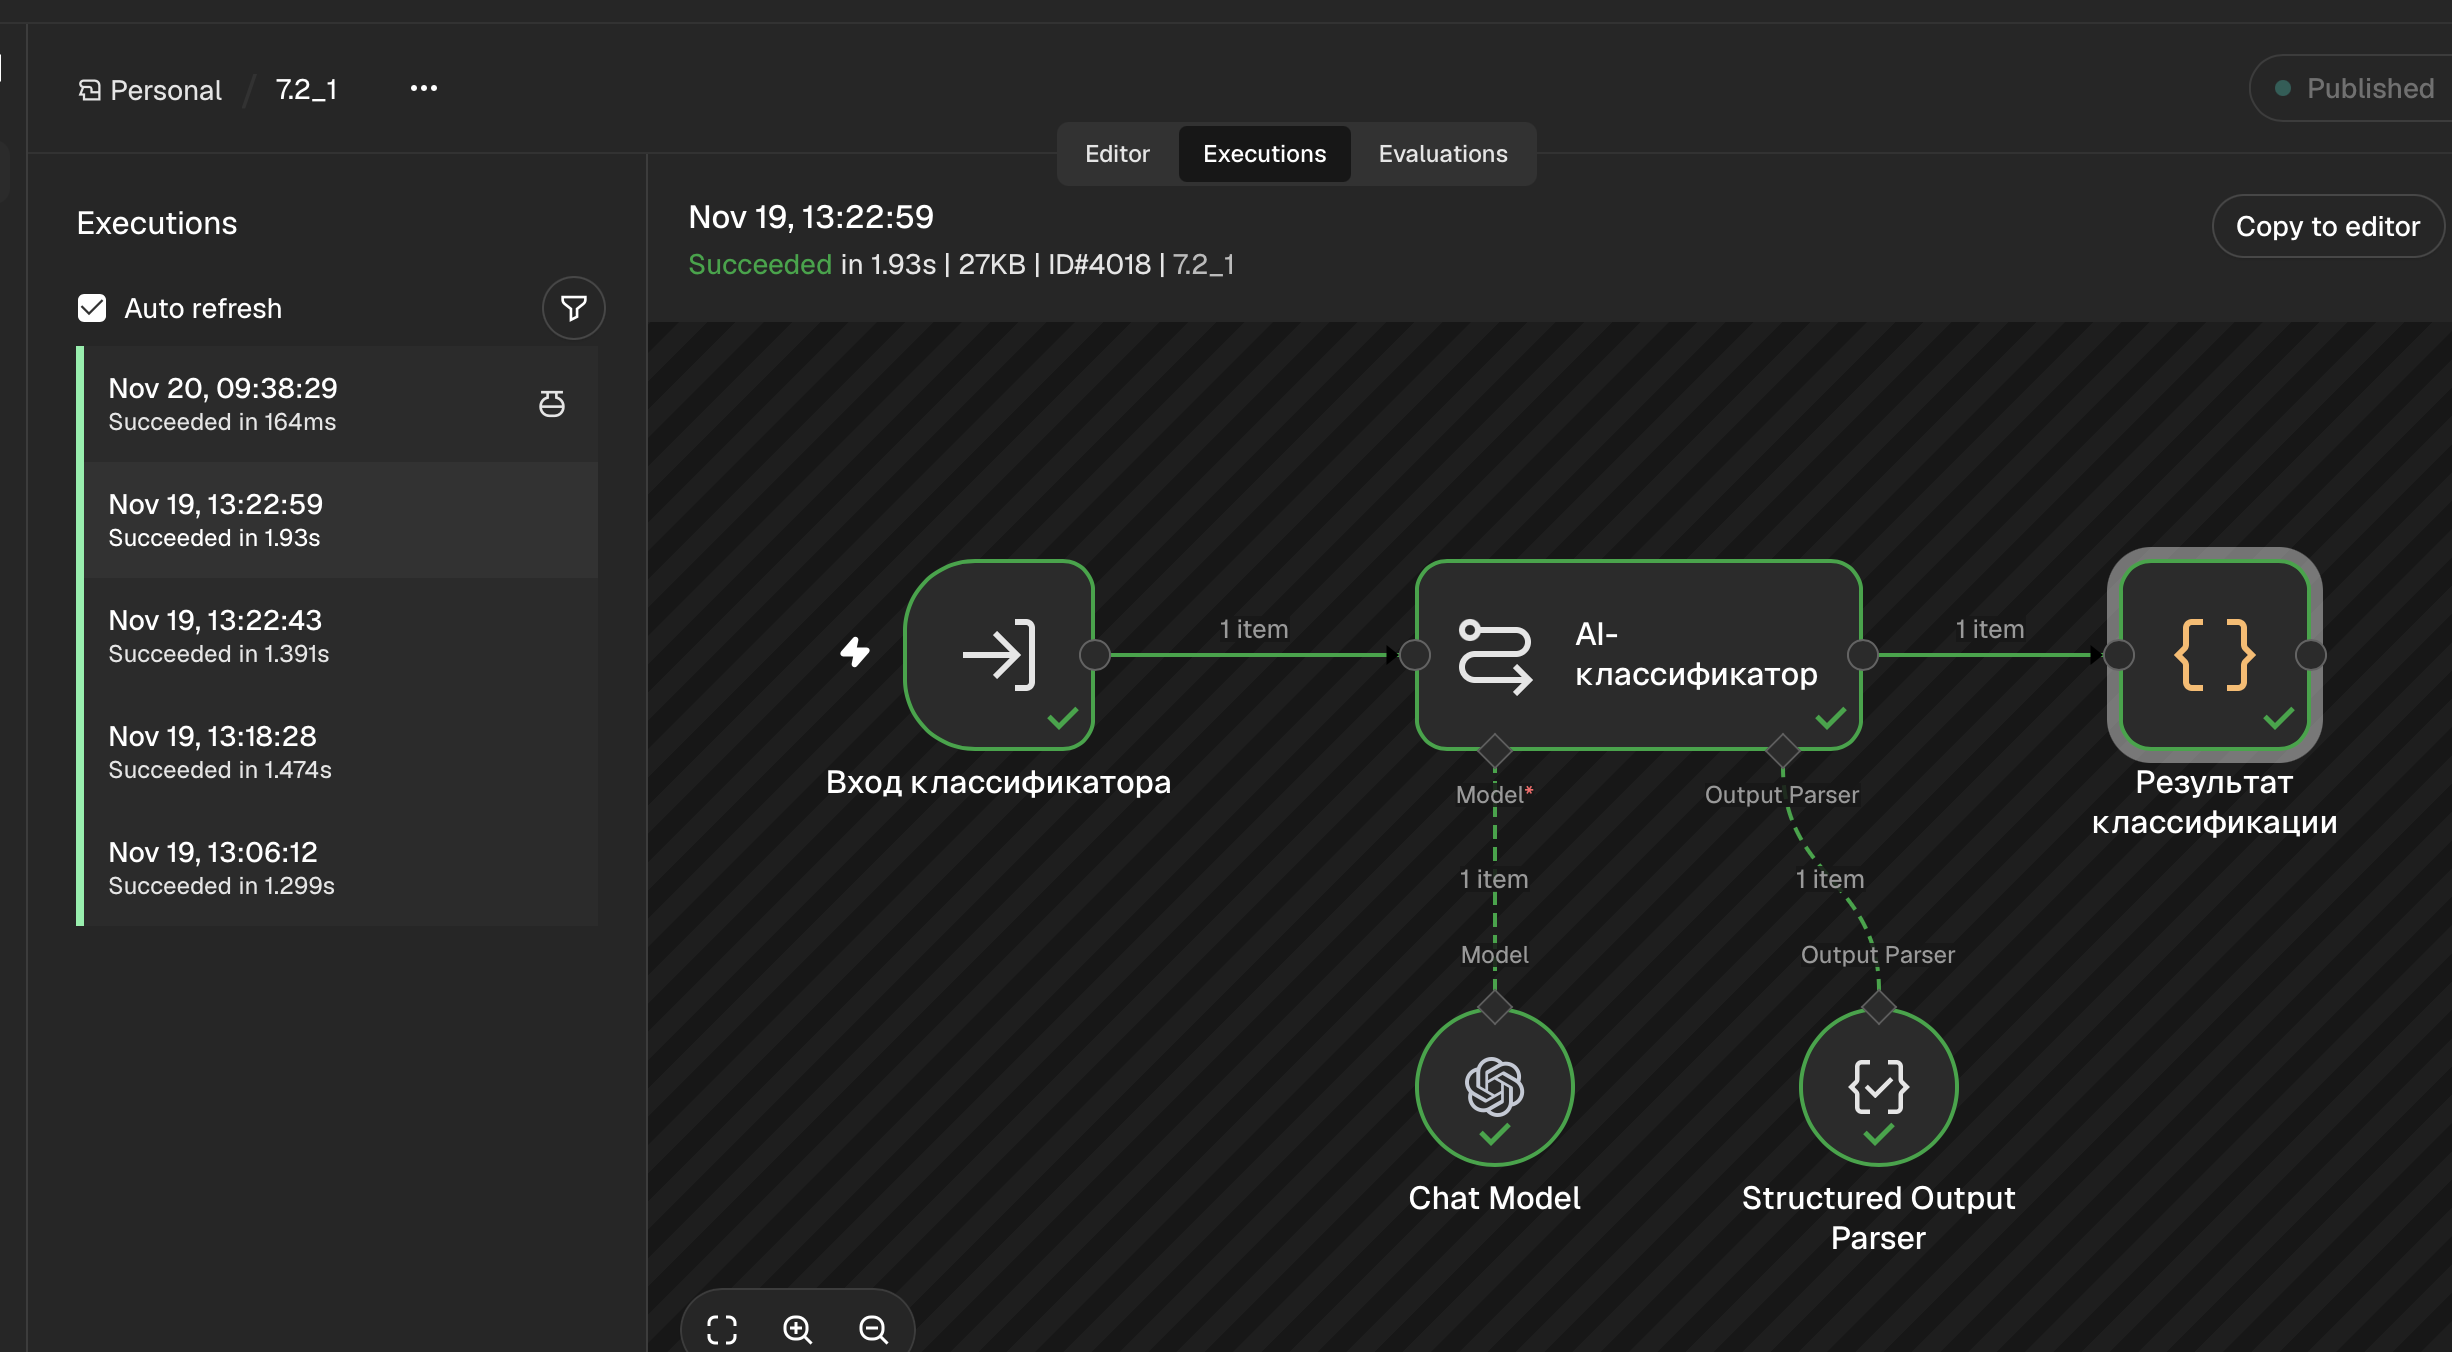 Personal / 7.2_1 ...
Published
Editor
Executions
Evaluations
Executions
Auto refresh
Nov 20, 09:38:29
Succeeded in 164ms
Nov 19, 13:22:59
Succeeded in 1.93s
Nov 19, 13:22:43
Succeeded in 1.391s
Nov 19, 13:18:28
Succeeded in 1.474s
Nov 19, 13:06:12
Succeeded in 1.299s
Nov 19, 13:22:59
Succeeded in 1.93s | 27KB | ID#4018 | 7.2_1
Copy to editor
1 item
1 item
AI-
классификатор
Вход классификатора
Результат
классификации
Model*
Output Parser
1 item
1 item
Model
Output Parser
Chat Model
Structured Output
Parser